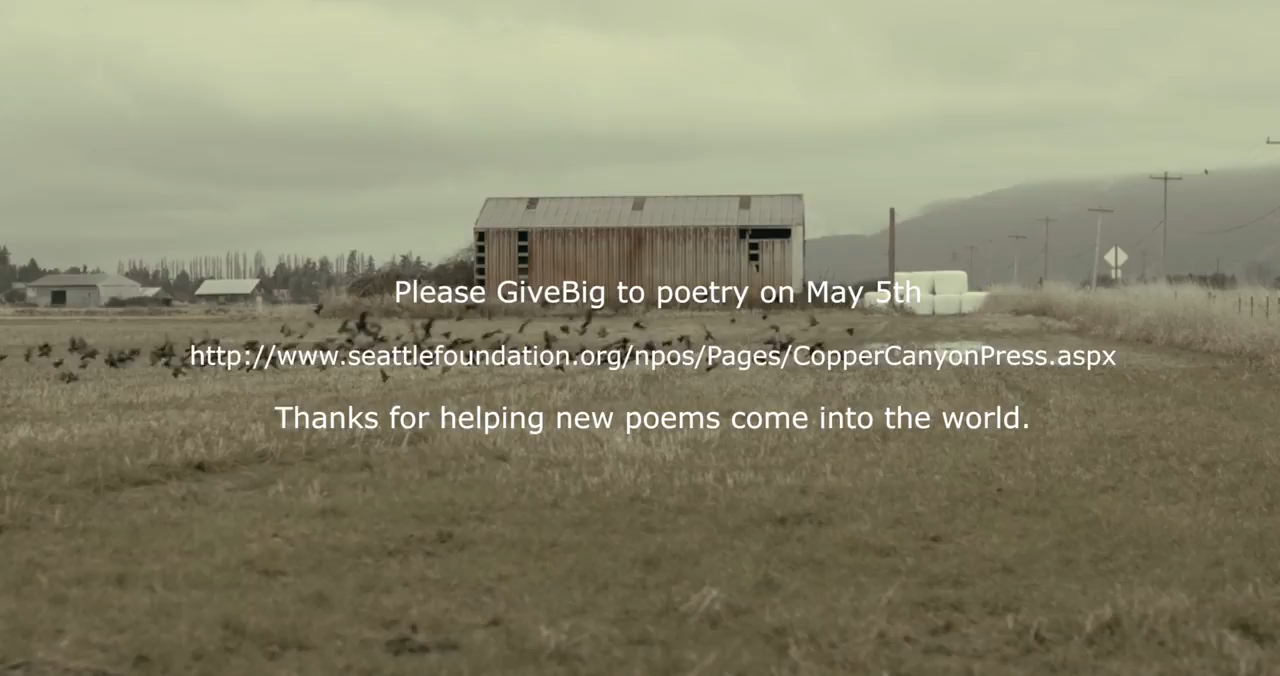 Please GiveBig to poetry on May 5th
http://www.seattlefoundation.org/npos/Pages/CopperCanyonPress.aspx
Thanks for helping new poems come into the world.